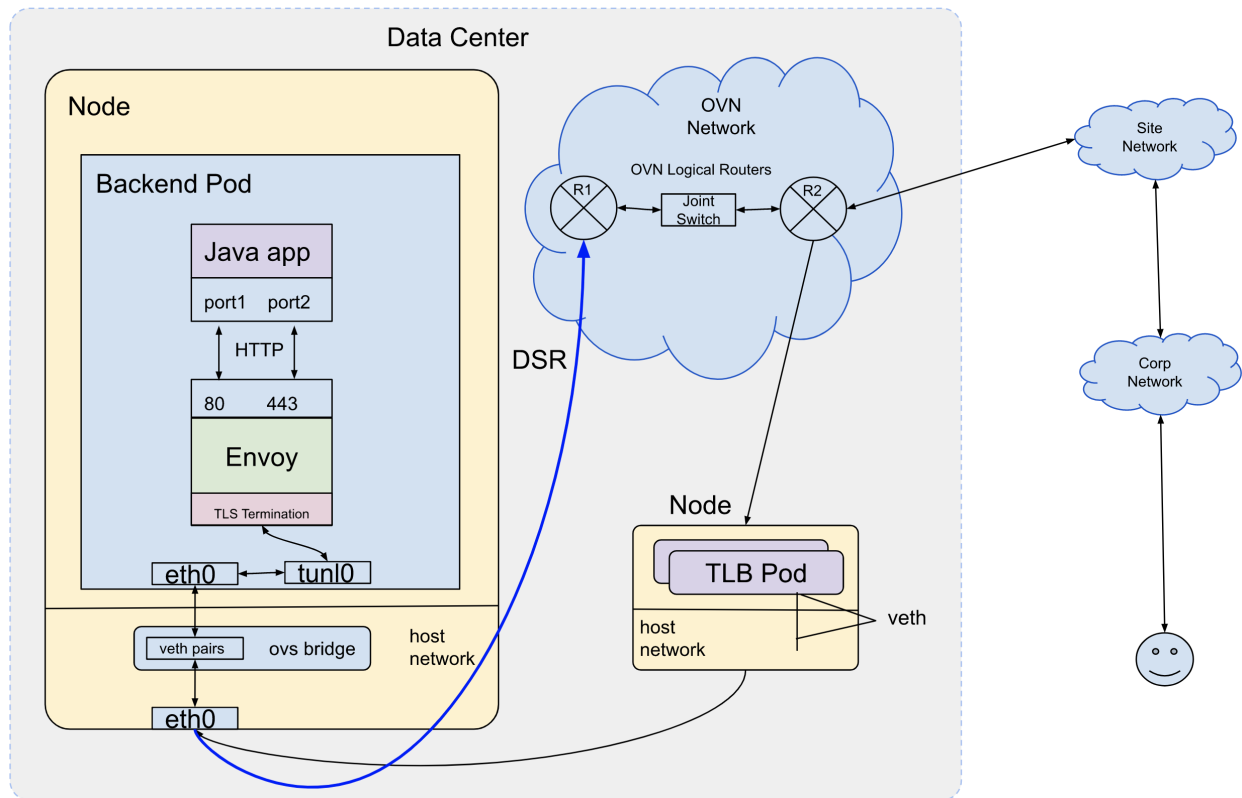 Data Center
Node
Backend Pod
Java app
port1 port2
HTTP
80 443
Envoy
TLS Termination
eth0
tunl0
veth pairs
ovs bridge
host
network
eth0
DSR
OVN
Network
OVN Logical Routers
R1
Joint
Switch
R2
Node
TLB Pod
host
network
veth
Site
Network
Corp
Network